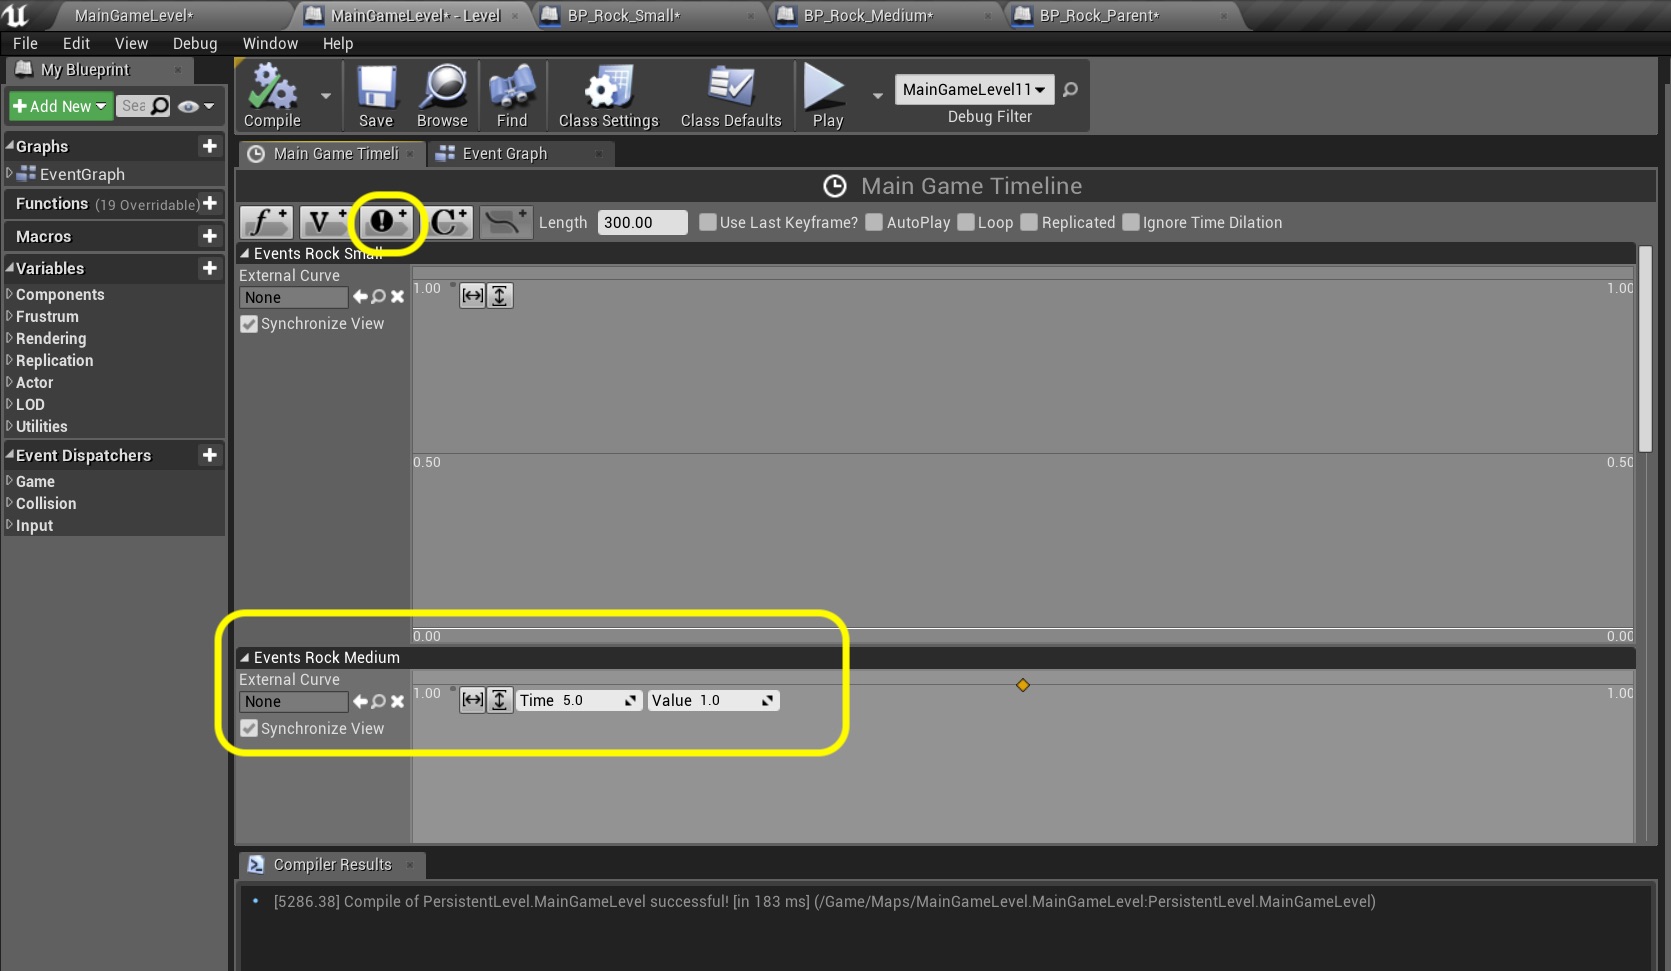 MainGameLevel*
MainGameLevel* - Level
BP_Rock_Small*
BP_Rock_Medium*
BP_Rock_Parent*
File Edit View Debug Window Help
My Blueprint
Add New
Sea
Graphs
EventGraph
Functions (19 Overridable)
Macros
Variables
Components
Frustrum
Rendering
Replication
Actor
LOD
Utilities
Event Dispatchers
Game
Collision
Input
Compile
Save
Browse
Find
Class Settings
Class Defaults
Play
MainGameLevel11
Debug Filter
Main Game Timeli
Event Graph
Main Game Timeline
f V C Length 300.00 Use Last Keyframe? AutoPlay Loop Replicated Ignore Time Dilation
Events Rock Small
External Curve
None
Synchronize View
1.00 1.00
0.50 0.50
0.00 0.00
Events Rock Medium
External Curve
None
Synchronize View
1.00 Time 5.0 Value 1.0 1.00
Compiler Results
[5286.38] Compile of PersistentLevel.MainGameLevel successful! [in 183 ms] (/Game/Maps/MainGameLevel.MainGameLevel:PersistentLevel.MainGameLevel)